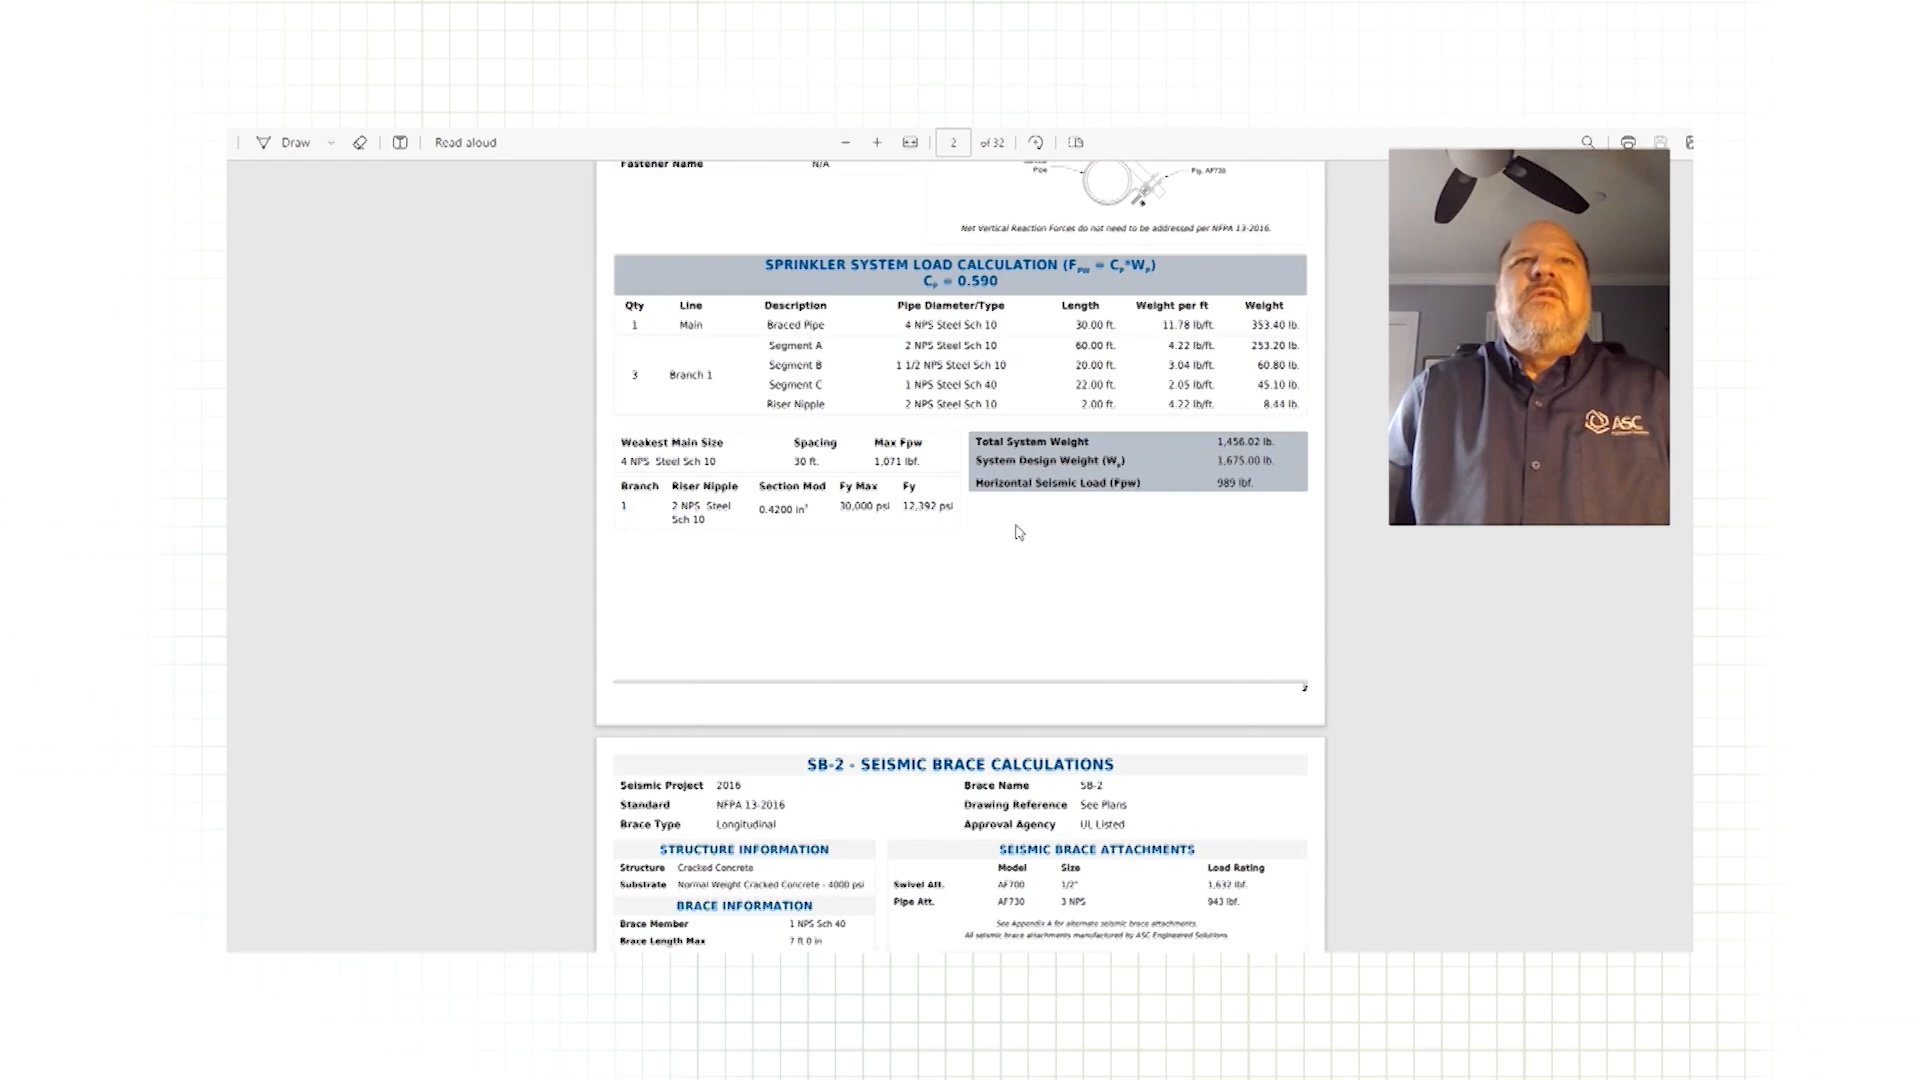 Draw
Read aloud
2 of 32
Fastener Name N/A
Pipe
Fig. AF738
Net Vertical Reaction Forces do not need to be addressed per NFPA 13-2016.
SPRINKLER SYSTEM LOAD CALCULATION (Fpw = Cp*Wp)
Cp = 0.590
Qty Line Description Pipe Diameter/Type Length Weight per ft Weight
1 Main Braced Pipe 4 NPS Steel Sch 10 30.00 ft. 11.78 lb/ft. 353.40 lb.
Segment A 2 NPS Steel Sch 10 60.00 ft. 4.22 lb/ft. 253.20 lb.
Segment B 1 1/2 NPS Steel Sch 10 20.00 ft. 3.04 lb/ft. 60.80 lb.
3 Branch 1
Segment C 1 NPS Steel Sch 40 22.00 ft. 2.05 lb/ft. 45.10 lb.
Riser Nipple 2 NPS Steel Sch 10 2.00 ft. 4.22 lb/ft. 8.44 lb.
Weakest Main Size Spacing Max Fpw
4 NPS Steel Sch 10 30 ft. 1,071 lbf.
Branch Riser Nipple Section Mod Fy Max Fy
1 2 NPS Steel Sch 10 0.4200 in³ 30,000 psi 12,392 psi
Total System Weight 1,456.02 lb.
System Design Weight (Wp) 1,675.00 lb.
Horizontal Seismic Load (Fpw) 989 lbf.
ASC
2
SB-2 - SEISMIC BRACE CALCULATIONS
Seismic Project 2016
Brace Name SB-2
Standard NFPA 13-2016
Drawing Reference See Plans
Brace Type Longitudinal
Approval Agency UL Listed
STRUCTURE INFORMATION
Structure Cracked Concrete
Substrate Normal Weight Cracked Concrete - 4000 psi
BRACE INFORMATION
Brace Member 1 NPS Sch 40
Brace Length Max 7 ft 0 in
SEISMIC BRACE ATTACHMENTS
Model Size Load Rating
Swivel Att. AF700 1/2" 1,632 lbf.
Pipe Att. AF730 3 NPS 943 lbf.
See Appendix A for alternate seismic brace attachments.
All seismic brace attachments manufactured by ASC Engineered Solutions